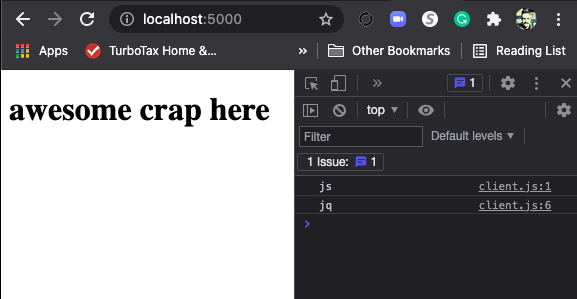 localhost:5000
Apps TurboTax Home &... » Other Bookmarks Reading List
awesome crap here
» 1
top
Filter Default levels
1 Issue: 1
js client.js:1
jq client.js:6
›